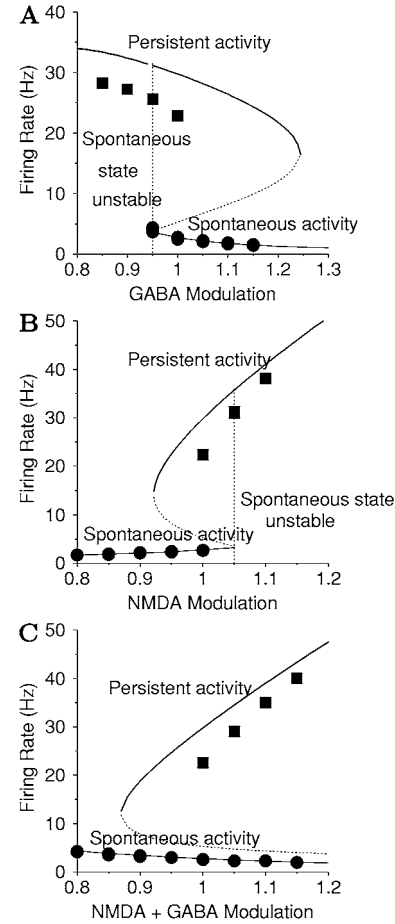 A
40
Persistent activity
30
Firing Rate (Hz)
20
Spontaneous
state
unstable
10
Spontaneous activity
0
0.8 0.9 1 1.1 1.2 1.3
GABA Modulation
B
50
Persistent activity
40
30
Firing Rate (Hz)
20
Spontaneous state
unstable
10
Spontaneous activity
0
0.8 0.9 1 1.1 1.2
NMDA Modulation
C
50
40
Persistent activity
30
Firing Rate (Hz)
20
10
Spontaneous activity
0
0.8 0.9 1 1.1 1.2
NMDA + GABA Modulation